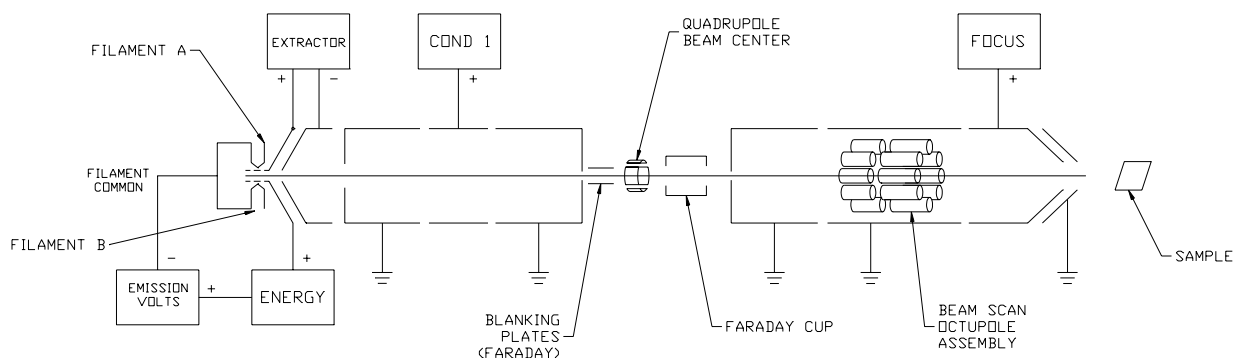 QUADRUPOLE
BEAM CENTER
FILAMENT A
EXTRACTOR
COND 1
FOCUS
+
-
+
+
FILAMENT
COMMON
FILAMENT B
-
+
+
EMISSION
VOLTS
ENERGY
SAMPLE
BLANKING
PLATES
(FARADAY)
FARADAY CUP
BEAM SCAN
OCTUPOLE
ASSEMBLY